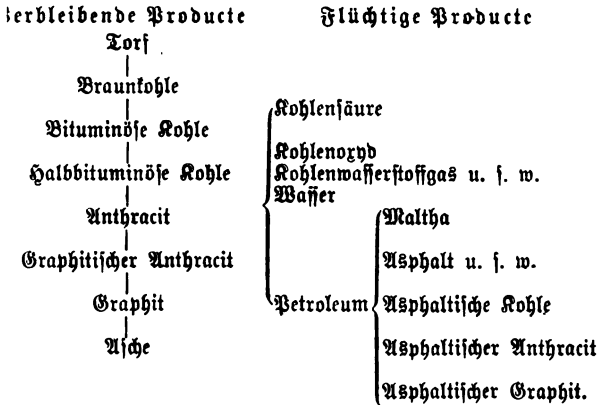 Verbleibende Producte
Torf
Braunkohle
Bituminöse Kohle
Halbbituminöse Kohle
Anthracit
Graphitischer Anthracit
Graphit
Asche
Flüchtige Producte
Kohlensäure
Kohlenoxyd
Kohlenwasserstoffgas u. s. w.
Wasser
Petroleum
Maltha
Asphalt u. s. w.
Asphaltische Kohle
Asphaltischer Anthracit
Asphaltischer Graphit.